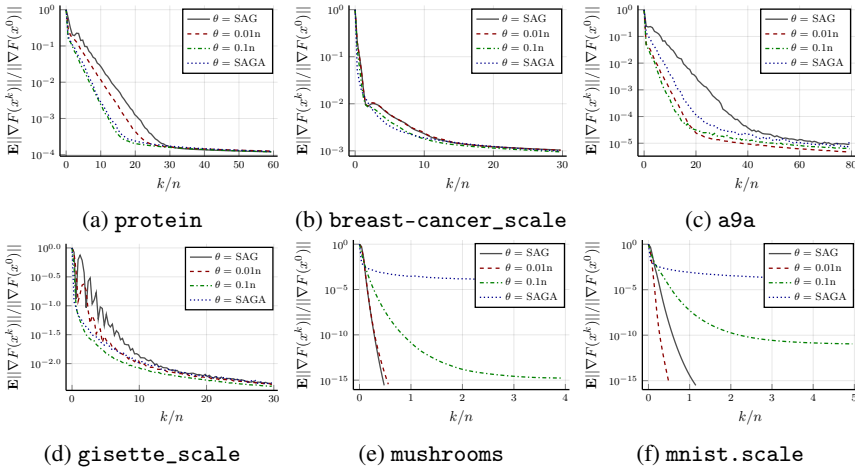 E||∇F(x^k)||/||∇F(x^0)||
10^0
10^-1
10^-2
10^-3
10^-4
0 10 20 30 40 50 60
k/n
θ = SAG
θ = 0.01n
θ = 0.1n
θ = SAGA
(a) protein
E||∇F(x^k)||/||∇F(x^0)||
10^0
10^-1
10^-2
10^-3
0 10 20 30
k/n
θ = SAG
θ = 0.01n
θ = 0.1n
θ = SAGA
(b) breast-cancer_scale
E||∇F(x^k)||/||∇F(x^0)||
10^0
10^-1
10^-2
10^-3
10^-4
10^-5
0 20 40 60 80
k/n
θ = SAG
θ = 0.01n
θ = 0.1n
θ = SAGA
(c) a9a
E||∇F(x^k)||/||∇F(x^0)||
10^0.0
10^-0.5
10^-1.0
10^-1.5
10^-2.0
0 10 20 30
k/n
θ = SAG
θ = 0.01n
θ = 0.1n
θ = SAGA
(d) gisette_scale
E||∇F(x^k)||/||∇F(x^0)||
10^0
10^-5
10^-10
10^-15
0 1 2 3 4
k/n
θ = SAG
θ = 0.01n
θ = 0.1n
θ = SAGA
(e) mushrooms
E||∇F(x^k)||/||∇F(x^0)||
10^0
10^-5
10^-10
10^-15
0 1 2 3 4 5
k/n
θ = SAG
θ = 0.01n
θ = 0.1n
θ = SAGA
(f) mnist.scale